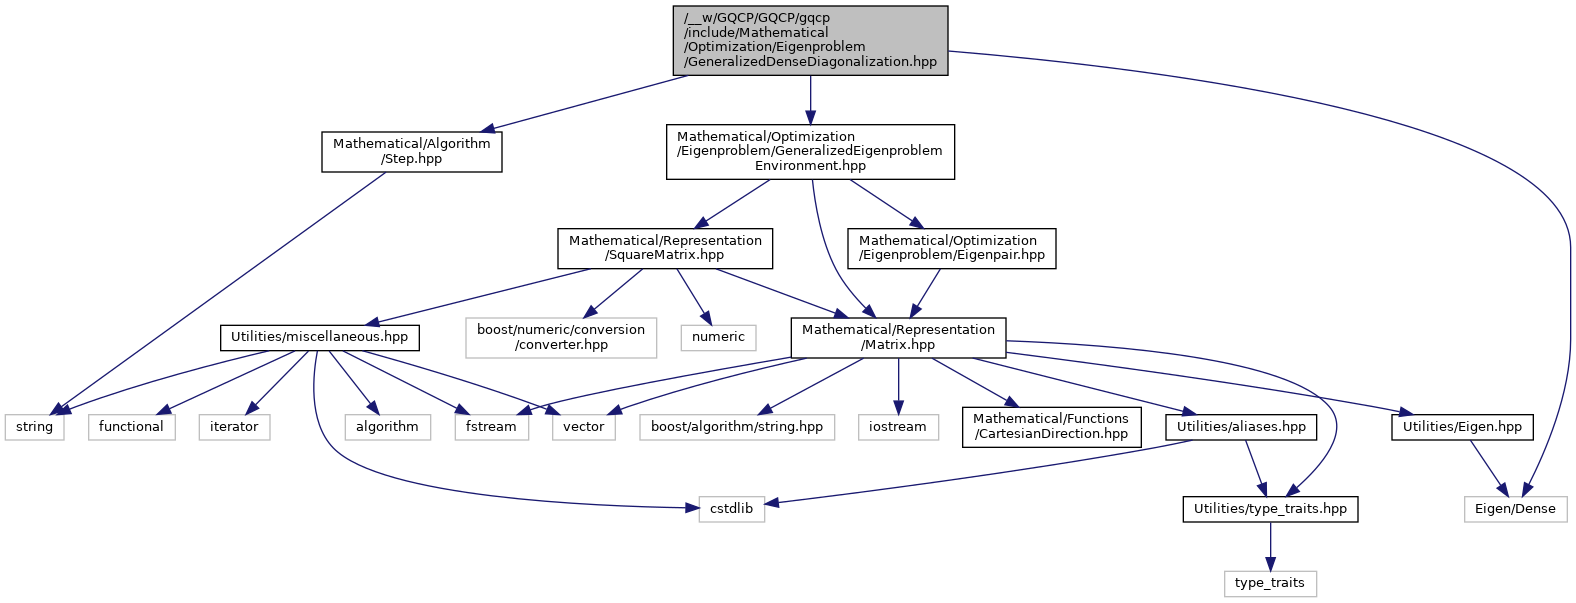 /__w/GQCP/GQCP/gqcp
/include/Mathematical
/Optimization/Eigenproblem
/GeneralizedDenseDiagonalization.hpp
Mathematical/Algorithm
/Step.hpp
Mathematical/Optimization
/Eigenproblem/GeneralizedEigenproblem
Environment.hpp
Mathematical/Representation
/SquareMatrix.hpp
Mathematical/Optimization
/Eigenproblem/Eigenpair.hpp
Utilities/miscellaneous.hpp
boost/numeric/conversion
/converter.hpp
numeric
Mathematical/Representation
/Matrix.hpp
string
functional
iterator
algorithm
fstream
vector
boost/algorithm/string.hpp
iostream
Mathematical/Functions
/CartesianDirection.hpp
Utilities/aliases.hpp
Utilities/Eigen.hpp
cstdlib
Utilities/type_traits.hpp
Eigen/Dense
type_traits